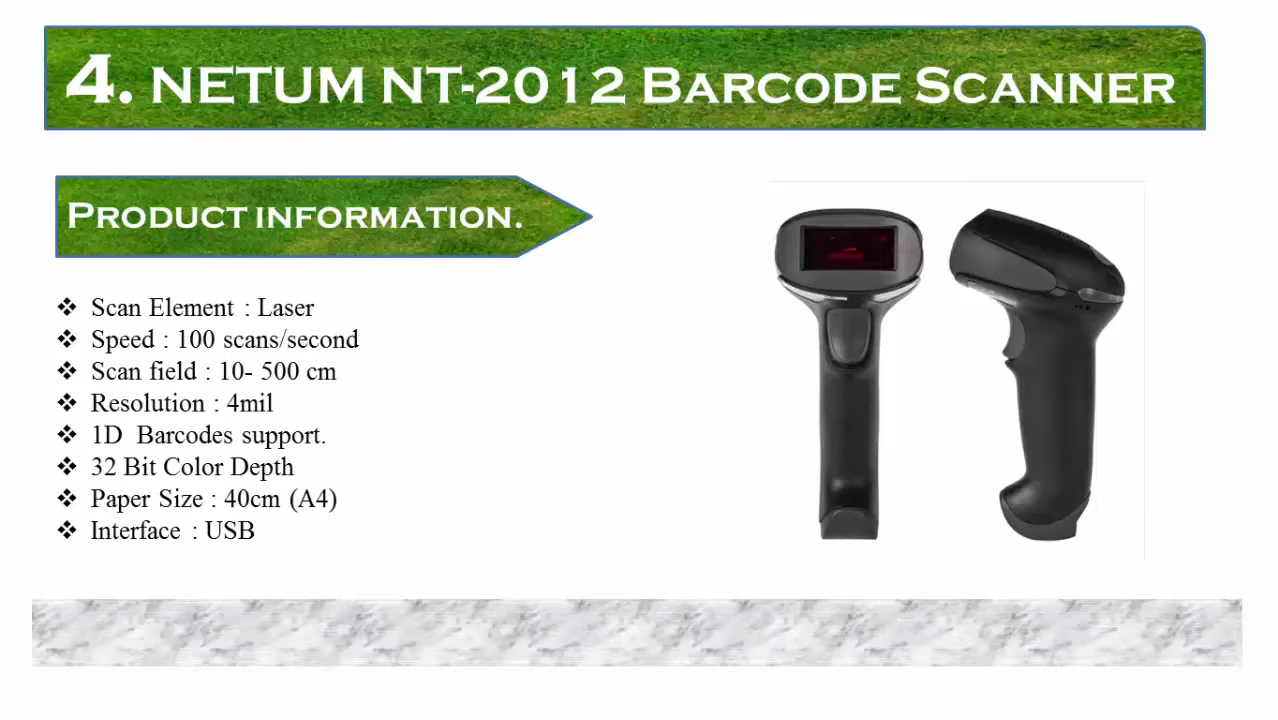 4. NETUM NT-2012 BARCODE SCANNER
PRODUCT INFORMATION.
Scan Element : Laser
Speed : 100 scans/second
Scan field : 10- 500 cm
Resolution : 4mil
1D  Barcodes support.
32 Bit Color Depth
Paper Size : 40cm (A4)
Interface : USB